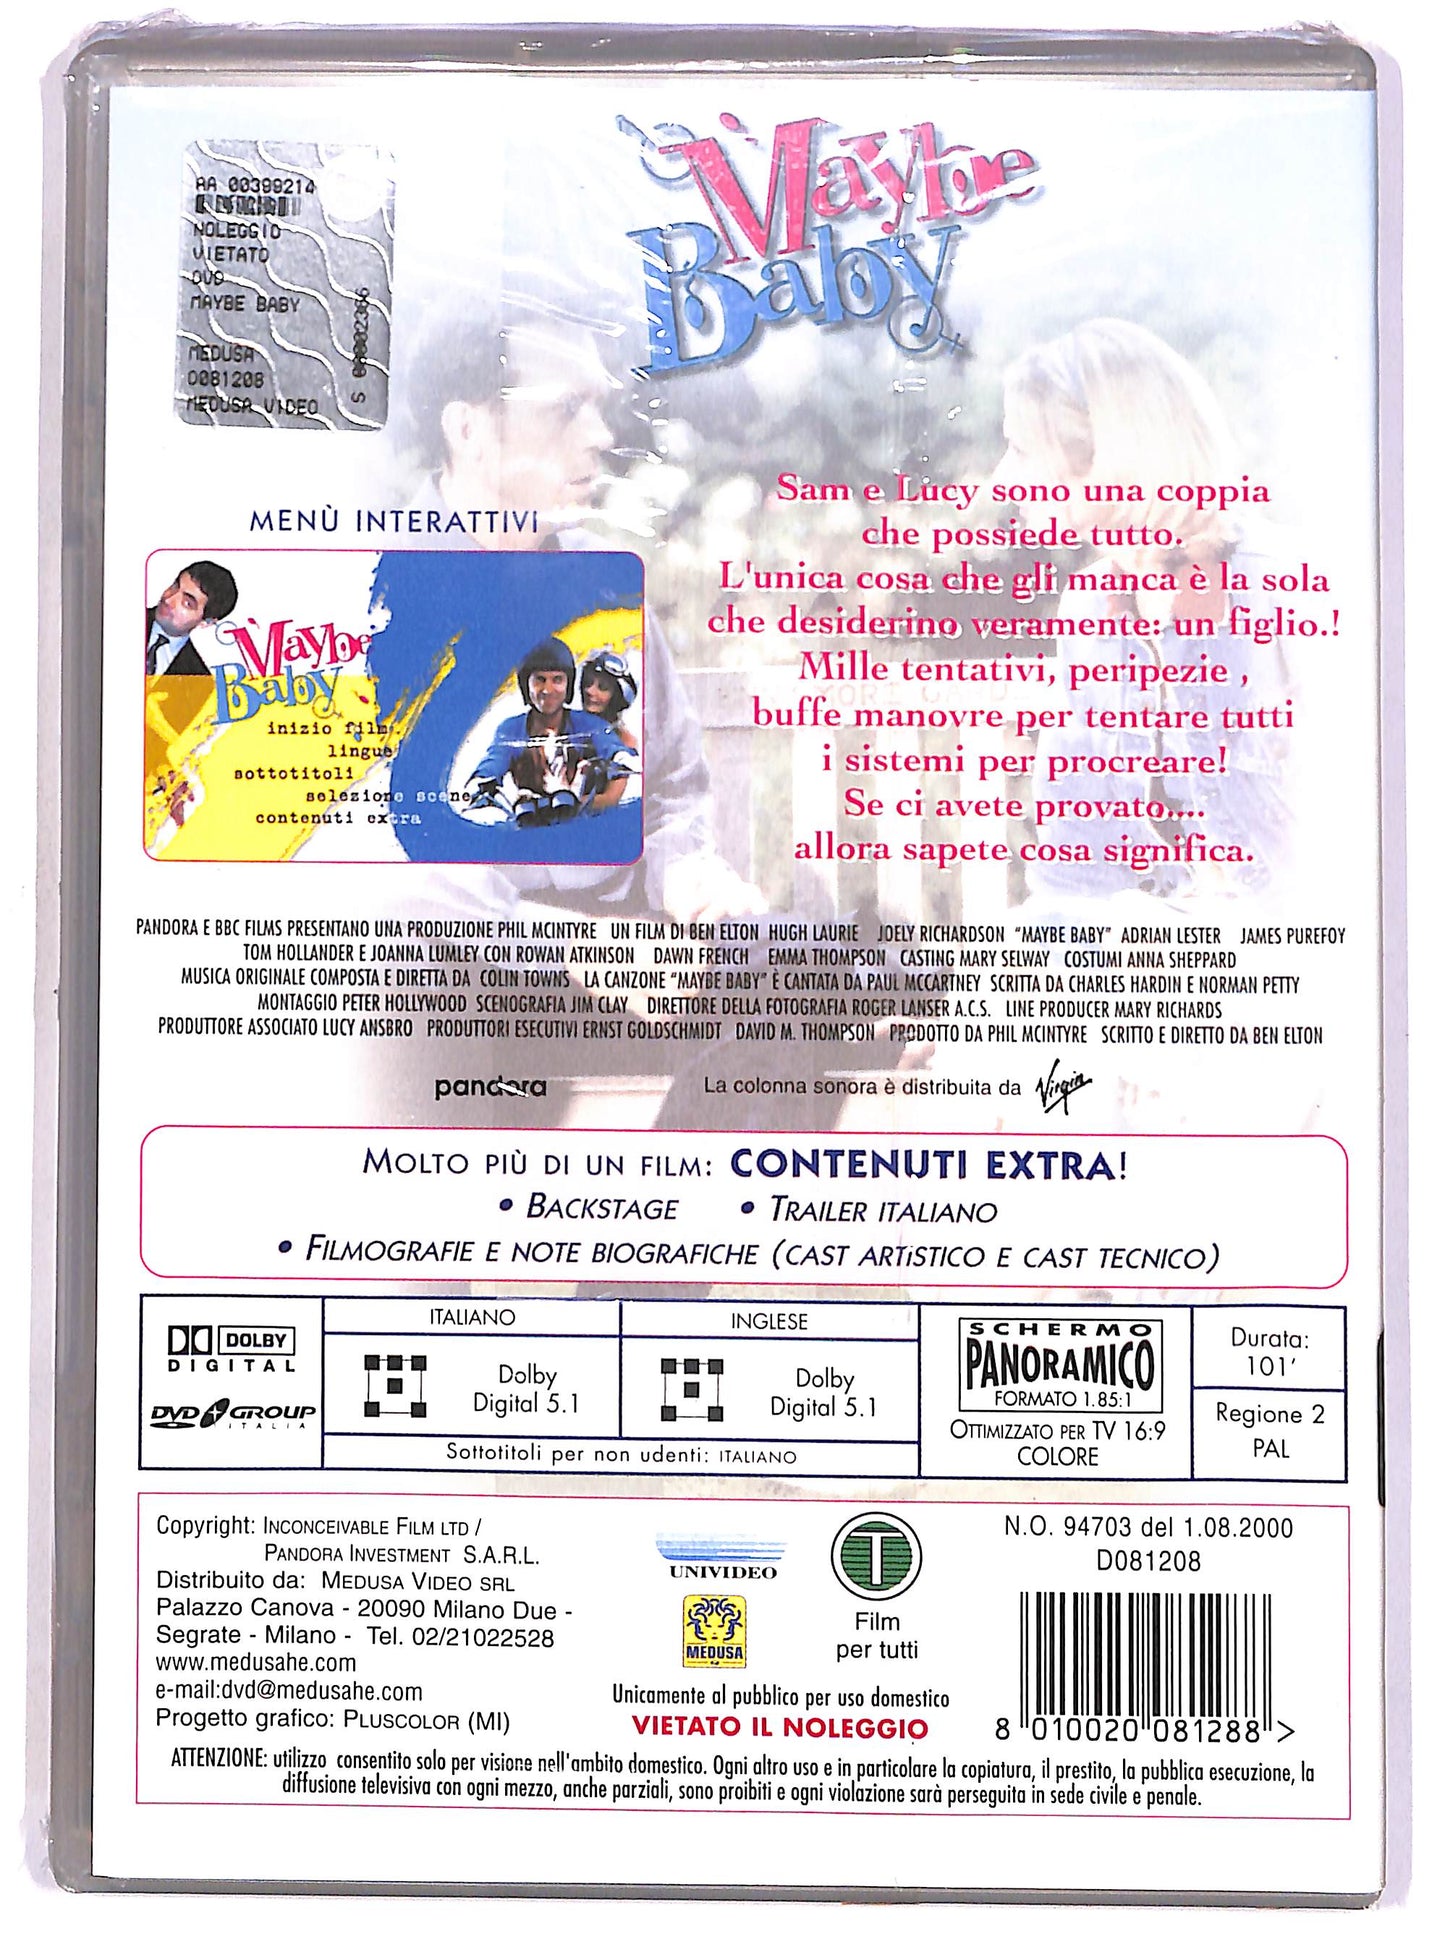 Maybe
Baby
AA 00399214
NOLEGGIO
VIETATO
DVD
MAYBE BABY
MEDUSA
D081208
MEDUSA VIDEO
MENÙ INTERATTIVI
Maybe
Baby
inizio film
lingue
sottotitoli
selezione scene
contenuti extra
Sam e Lucy sono una coppia
che possiede tutto.
L'unica cosa che gli manca è la sola
che desiderino veramente: un figlio.!
Mille tentativi, peripezie ,
buffe manovre per tentare tutti
i sistemi per procreare!
Se ci avete provato....
allora sapete cosa significa.
PANDORA E BBC FILMS PRESENTANO UNA PRODUZIONE PHIL MCINTYRE UN FILM DI BEN ELTON HUGH LAURIE JOELY RICHARDSON "MAYBE BABY" ADRIAN LESTER JAMES PUREFOY
TOM HOLLANDER E JOANNA LUMLEY CON ROWAN ATKINSON DAWN FRENCH EMMA THOMPSON CASTING MARY SELWAY COSTUMI ANNA SHEPPARD
MUSICA ORIGINALE COMPOSTA E DIRETTA DA COLIN TOWNS LA CANZONE "MAYBE BABY" È CANTATA DA PAUL MCCARTNEY SCRITTA DA CHARLES HARDIN E NORMAN PETTY
MONTAGGIO PETER HOLLYWOOD SCENOGRAFIA JIM CLAY DIRETTORE DELLA FOTOGRAFIA ROGER LANSER A.C.S. LINE PRODUCER MARY RICHARDS
PRODUTTORE ASSOCIATO LUCY ANSBRO PRODUTTORI ESECUTIVI ERNST GOLDSCHMIDT DAVID M. THOMPSON PRODOTTO DA PHIL MCINTYRE SCRITTO E DIRETTO DA BEN ELTON
pandora
La colonna sonora è distribuita da Virgin
MOLTO PIÙ DI UN FILM: CONTENUTI EXTRA!
• BACKSTAGE • TRAILER ITALIANO
• FILMOGRAFIE E NOTE BIOGRAFICHE (CAST ARTiSTICO E CAST TECNICO)
DOLBY
DIGITAL
DVD GROUP
ITALIA
ITALIANO
Dolby
Digital 5.1
INGLESE
Dolby
Digital 5.1
Sottotitoli per non udenti: ITALIANO
SCHERMO
PANORAMICO
FORMATO 1.85:1
OTTIMIZZATO PER TV 16:9
COLORE
Durata:
101'
Regione 2
PAL
Copyright: INCONCEIVABLE FILM LTD /
PANDORA INVESTMENT S.A.R.L.
Distribuito da: MEDUSA VIDEO SRL
Palazzo Canova - 20090 Milano Due -
Segrate - Milano - Tel. 02/21022528
www.medusahe.com
e-mail:dvd@medusahe.com
Progetto grafico: PLUSCOLOR (MI)
UNIVIDEO
MEDUSA
T
Film
per tutti
Unicamente al pubblico per uso domestico
VIETATO IL NOLEGGIO
N.O. 94703 del 1.08.2000
D081208
8 010020 081288 >
ATTENZIONE: utilizzo consentito solo per visione nell'ambito domestico. Ogni altro uso e in particolare la copiatura, il prestito, la pubblica esecuzione, la
diffusione televisiva con ogni mezzo, anche parziali, sono proibiti e ogni violazione sarà perseguita in sede civile e penale.